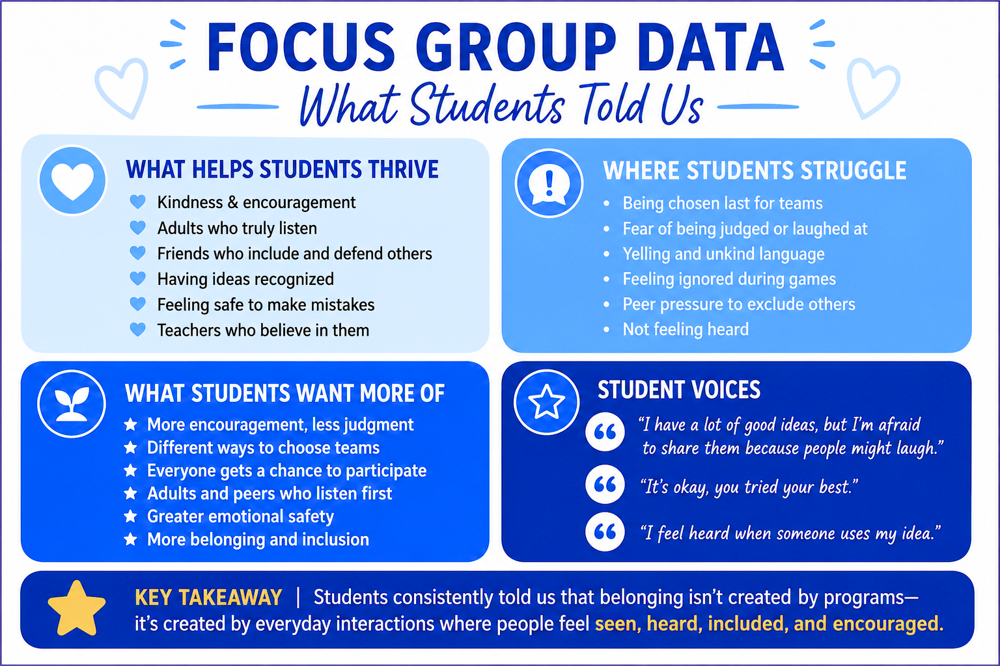 FOCUS GROUP DATA
What Students Told Us
WHAT HELPS STUDENTS THRIVE
Kindness & encouragement
Adults who truly listen
Friends who include and defend others
Having ideas recognized
Feeling safe to make mistakes
Teachers who believe in them
WHERE STUDENTS STRUGGLE
• Being chosen last for teams
• Fear of being judged or laughed at
• Yelling and unkind language
• Feeling ignored during games
• Peer pressure to exclude others
• Not feeling heard
WHAT STUDENTS WANT MORE OF
More encouragement, less judgment
Different ways to choose teams
Everyone gets a chance to participate
Adults and peers who listen first
Greater emotional safety
More belonging and inclusion
STUDENT VOICES
“I have a lot of good ideas, but I’m afraid
to share them because people might laugh.”
“It’s okay, you tried your best.”
“I feel heard when someone uses my idea.”
KEY TAKEAWAY | Students consistently told us that belonging isn’t created by programs—
it’s created by everyday interactions where people feel seen, heard, included, and encouraged.